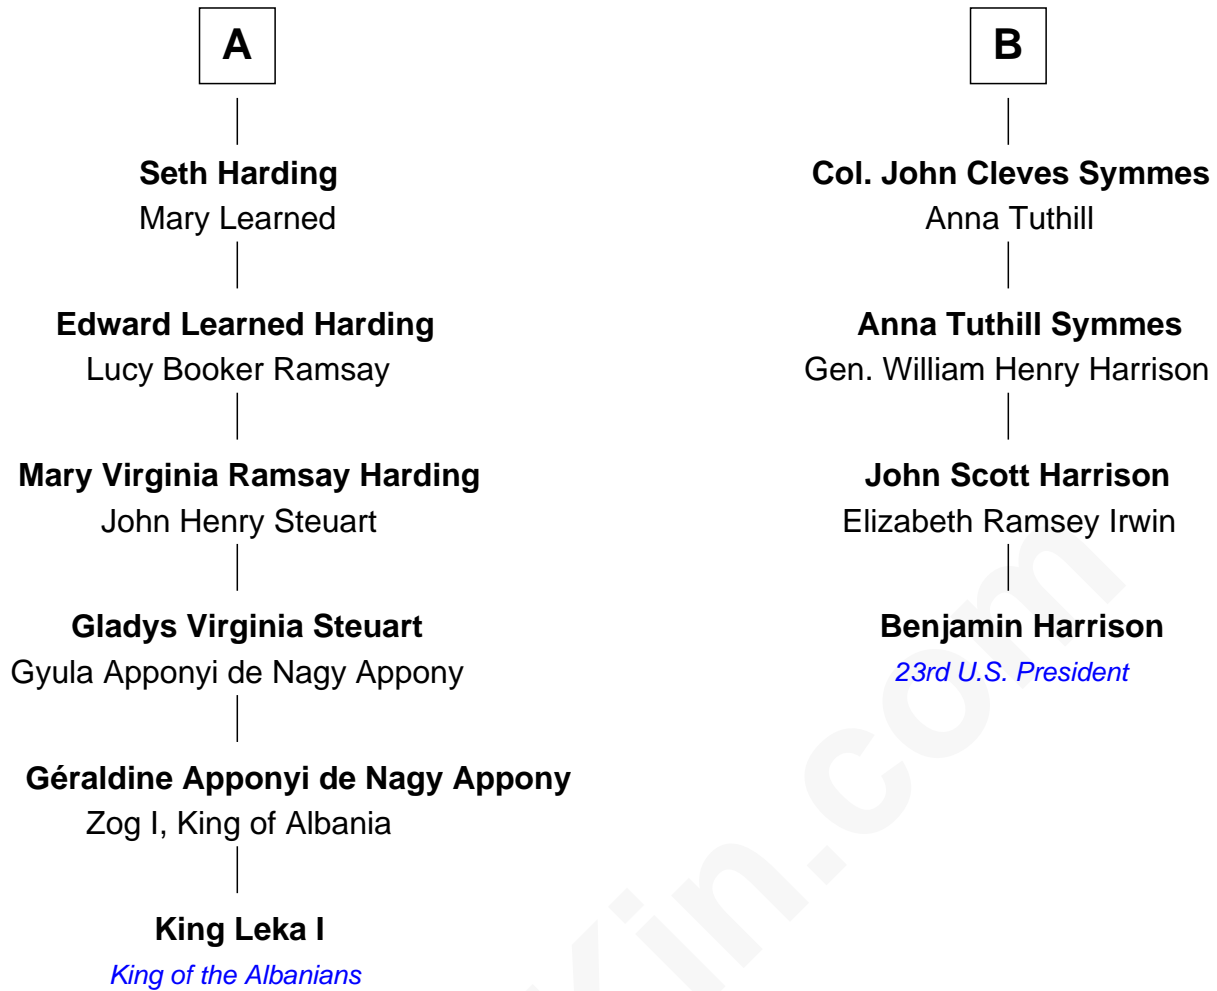 A
Seth Harding
Mary Learned
Edward Learned Harding
Lucy Booker Ramsay
Mary Virginia Ramsay Harding
John Henry Steuart
Gladys Virginia Steuart
Gyula Apponyi de Nagy Appony
Géraldine Apponyi de Nagy Appony
Zog I, King of Albania
King Leka I
King of the Albanians
B
Col. John Cleves Symmes
Anna Tuthill
Anna Tuthill Symmes
Gen. William Henry Harrison
John Scott Harrison
Elizabeth Ramsey Irwin
Benjamin Harrison
23rd U.S. President
Kin.com